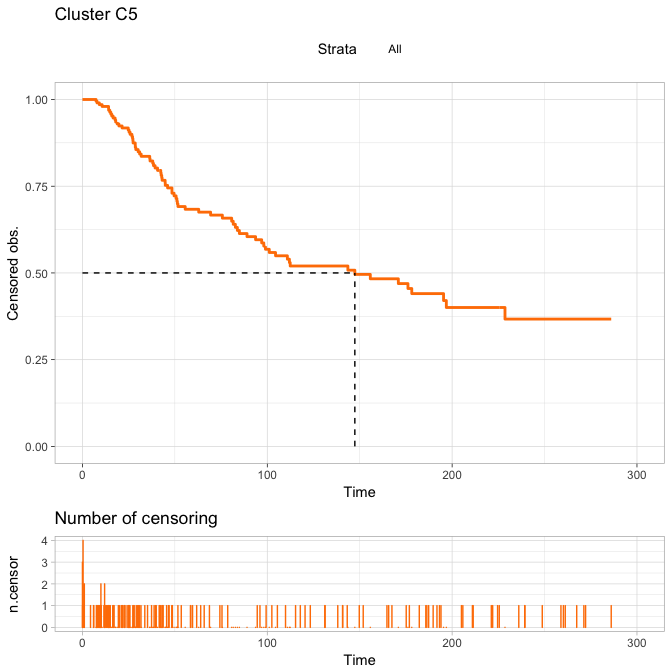 Cluster C5
Strata All
1.00
0.75
0.50
0.25
0.00
Censored obs.
0 100 200 300
Time
Number of censoring
4
3
2
1
0
n.censor
0 100 200 300
Time